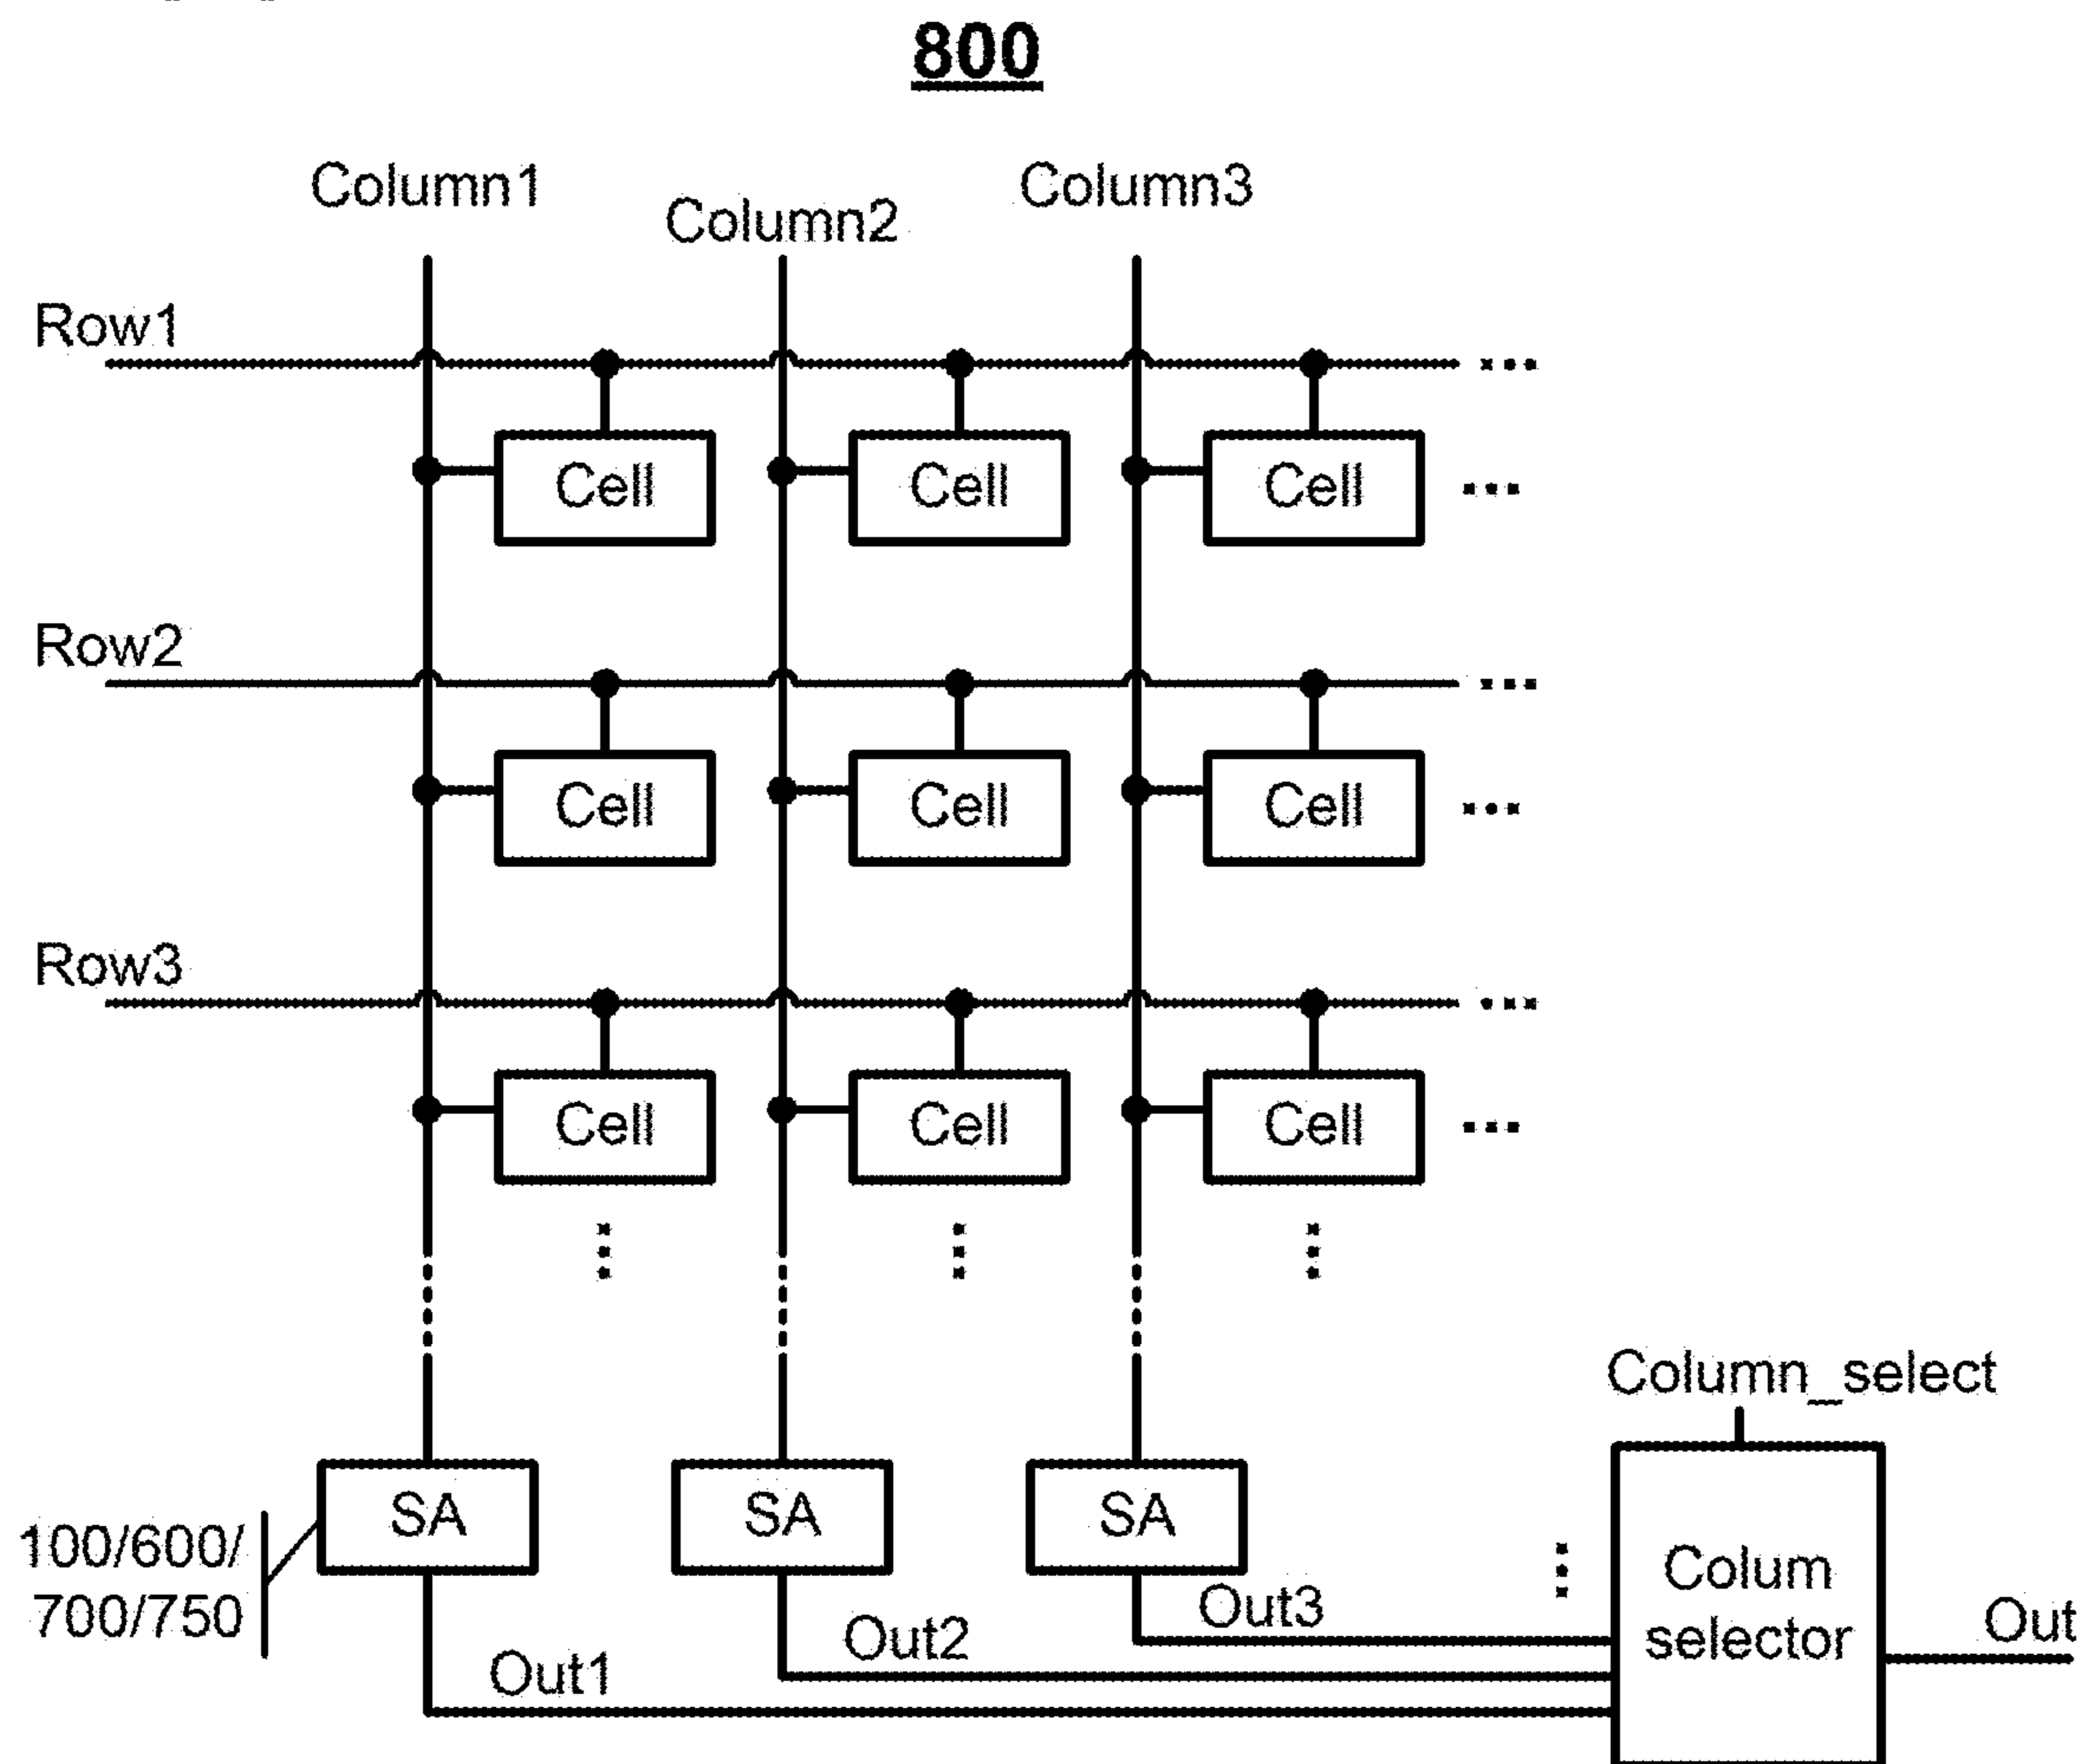 800
Column1
Column2
Column3
Row1
Cell Cell Cell
Row2
Cell Cell Cell
Row3
Cell Cell Cell
Column_select
SA SA SA
100/600/
700/750
Colum
selector
Out3
Out2
Out1
Out